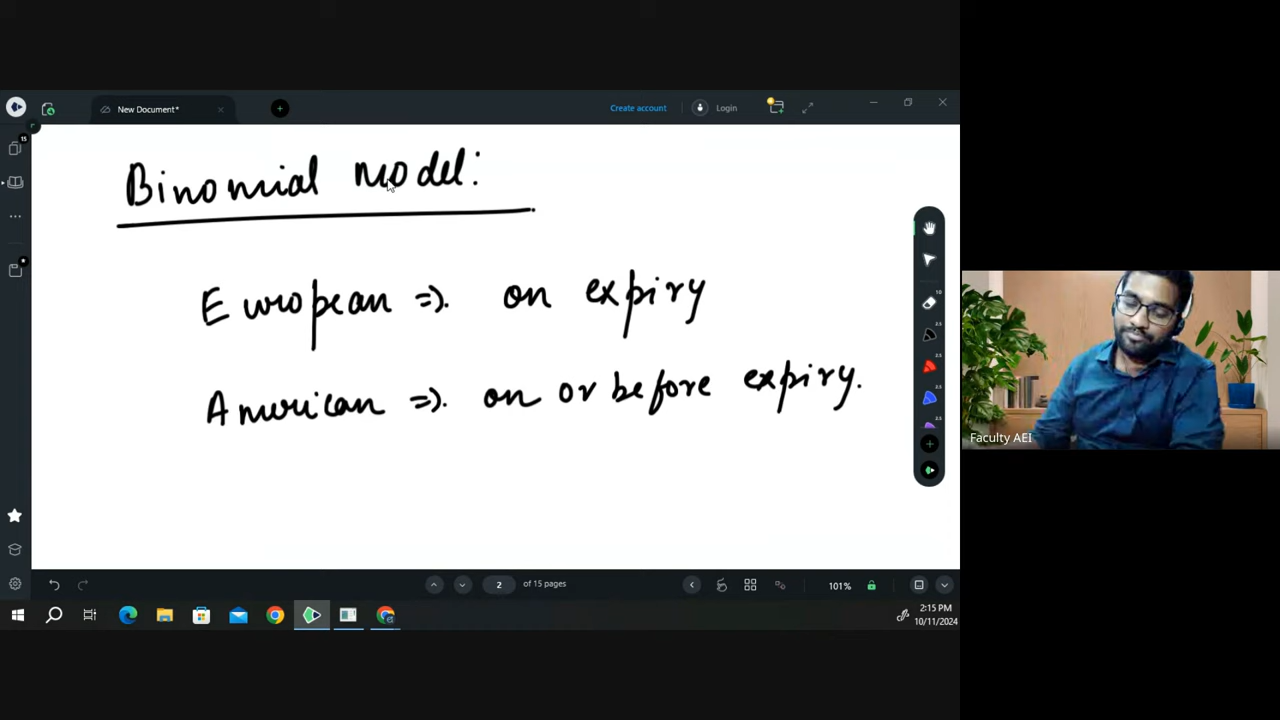 New Document*
Create account
Login
Binomial model:
European => on expiry
American => on or before expiry.
Faculty AEI
2 of 15 pages
101%
2:15 PM
10/11/2024